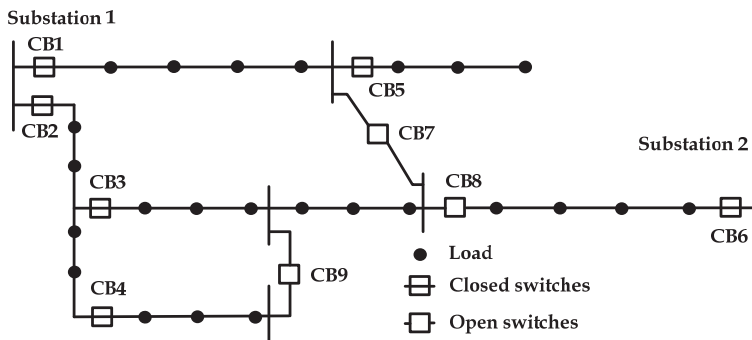 Substation 1
CB1
CB5
CB2
CB7
Substation 2
CB3
CB8
CB6
Load
CB9
Closed switches
CB4
Open switches